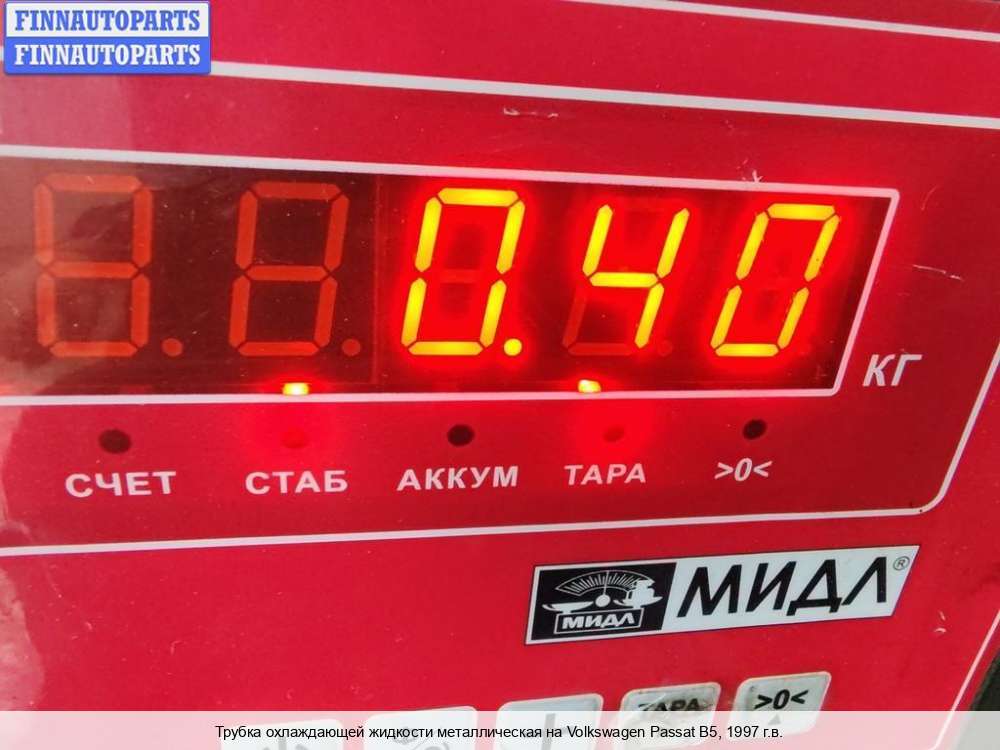 FINNAUTOPARTS
FINNAUTOPARTS
0.40
КГ
СЧЕТ СТАБ АККУМ ТАРА >0<
МИДЛ МИДЛ®
ТАРА >0<
Трубка охлаждающей жидкости металлическая на Volkswagen Passat B5, 1997 г.в.